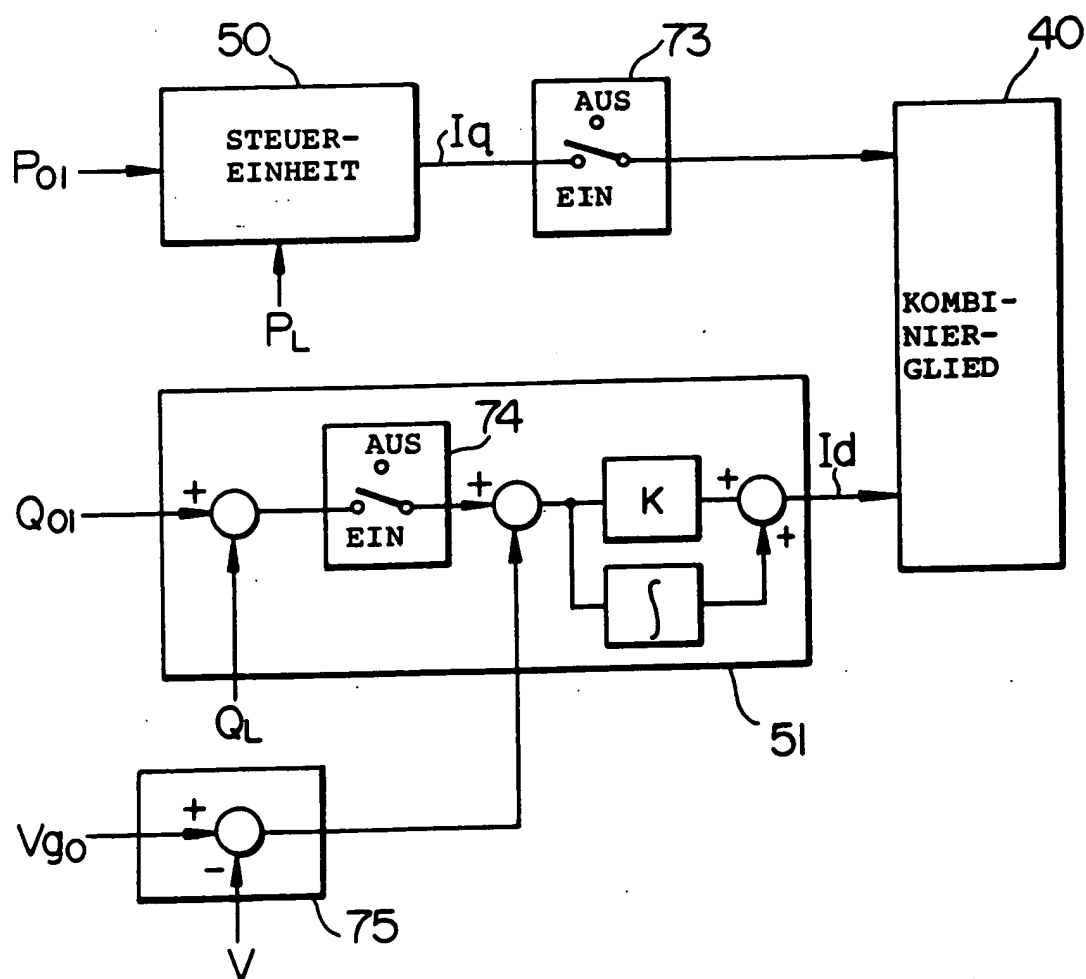 50
73
40
AUS
STEUER-
EINHEIT
Iq
P01
EIN
PL
KOMBI-
NIER-
GLIED
74
AUS
Id
+
+
+
Q01
K
EIN
+
∫
QL
51
+
Vg0
-
75
V